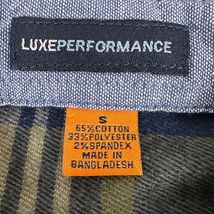 LUXEPERFORMANCE
S
65%COTTON
33%POLYESTER
2%SPANDEX
MADE IN
BANGLADESH